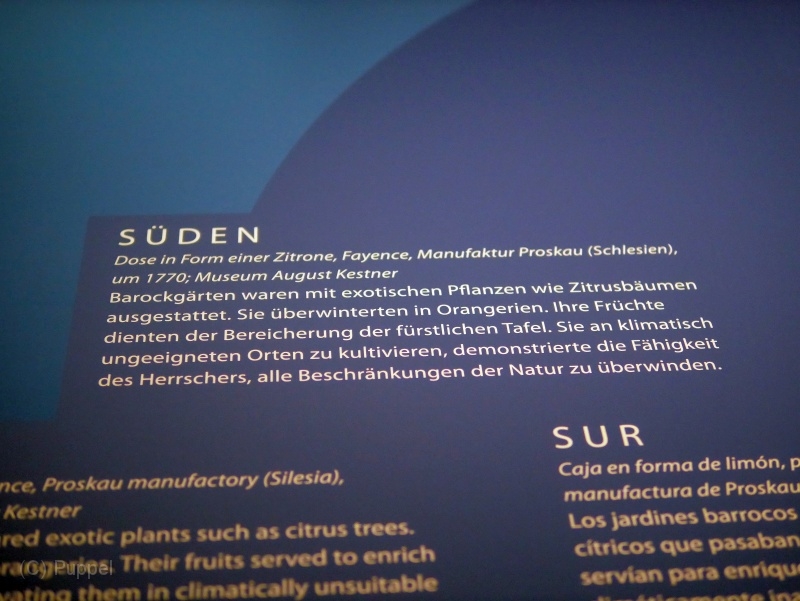 SÜDEN
Dose in Form einer Zitrone, Fayence, Manufaktur Proskau (Schlesien),
um 1770; Museum August Kestner
Barockgärten waren mit exotischen Pflanzen wie Zitrusbäumen
ausgestattet. Sie überwinterten in Orangerien. Ihre Früchte
dienten der Bereicherung der fürstlichen Tafel. Sie an klimatisch
ungeeigneten Orten zu kultivieren, demonstrierte die Fähigkeit
des Herrschers, alle Beschränkungen der Natur zu überwinden.
nce, Proskau manufactory (Silesia),
Kestner
red exotic plants such as citrus trees.
Their fruits served to enrich
vating them in climatically unsuitable
SUR
Caja en forma de limón, p
manufactura de Proskau
Los jardines barrocos
cítricos que pasaban
servían para enrique
(C) Puppel